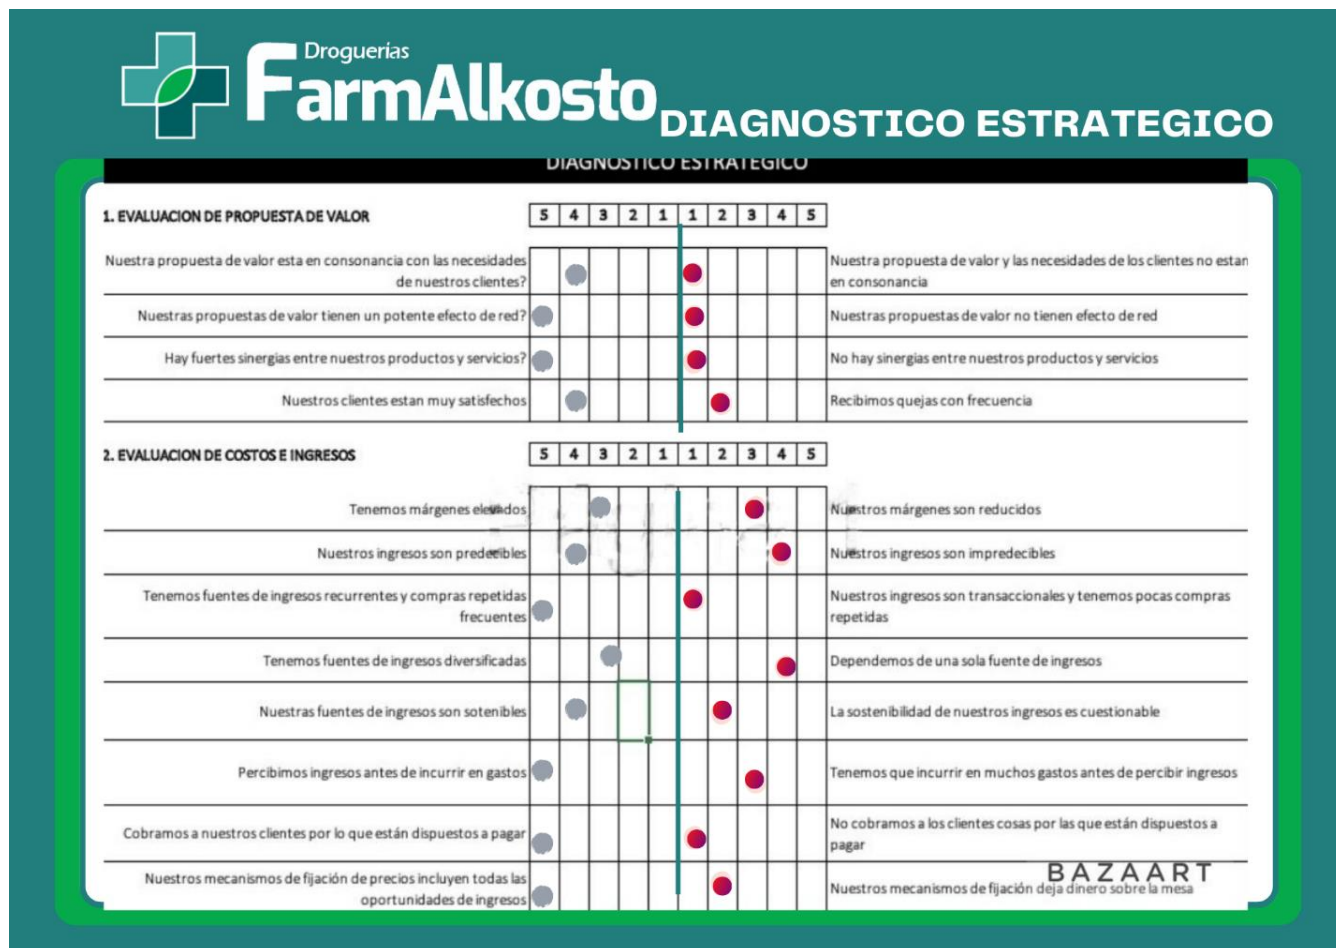 Droguerías
FarmAlkosto
DIAGNOSTICO ESTRATEGICO
DIAGNOSTICO ESTRATEGICO
1. EVALUACION DE PROPUESTA DE VALOR 5 4 3 2 1 1 2 3 4 5
Nuestra propuesta de valor esta en consonancia con las necesidades
de nuestros clientes?
Nuestra propuesta de valor y las necesidades de los clientes no estan
en consonancia
Nuestras propuestas de valor tienen un potente efecto de red?
Nuestras propuestas de valor no tienen efecto de red
Hay fuertes sinergias entre nuestros productos y servicios?
No hay sinergias entre nuestros productos y servicios
Nuestros clientes estan muy satisfechos
Recibimos quejas con frecuencia
2. EVALUACION DE COSTOS E INGRESOS 5 4 3 2 1 1 2 3 4 5
Tenemos márgenes elevados
Nuestros márgenes son reducidos
Nuestros ingresos son predecibles
Nuestros ingresos son impredecibles
Tenemos fuentes de ingresos recurrentes y compras repetidas
frecuentes
Nuestros ingresos son transaccionales y tenemos pocas compras
repetidas
Tenemos fuentes de ingresos diversificadas
Dependemos de una sola fuente de ingresos
Nuestras fuentes de ingresos son sotenibles
La sostenibilidad de nuestros ingresos es cuestionable
Percibimos ingresos antes de incurrir en gastos
Tenemos que incurrir en muchos gastos antes de percibir ingresos
Cobramos a nuestros clientes por lo que están dispuestos a pagar
No cobramos a los clientes cosas por las que están dispuestos a
pagar
Nuestros mecanismos de fijación de precios incluyen todas las
oportunidades de ingresos
Nuestros mecanismos de fijación deja dinero sobre la mesa
BAZAART